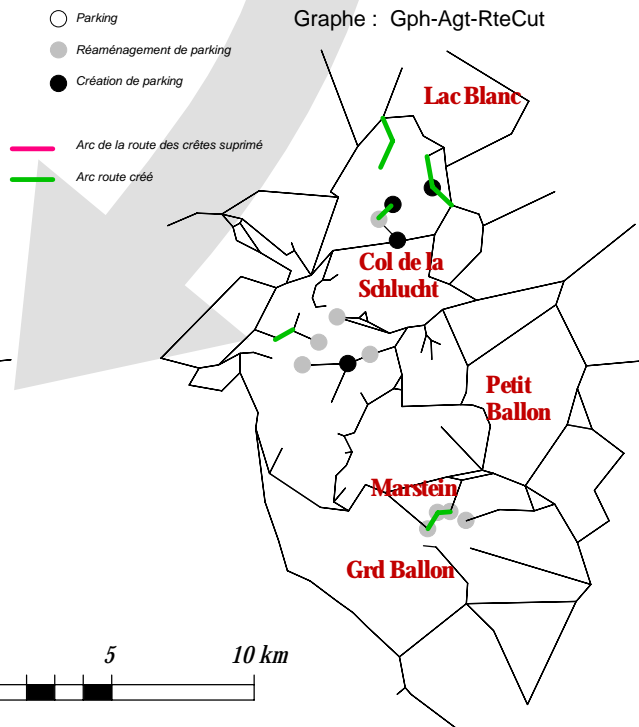 Graphe : Gph-Agt-RteCut
Parking
Réaménagement de parking
Création de parking
Arc de la route des crêtes suprimé
Arc route créé
Lac Blanc
Col de la
Schlucht
Petit
Ballon
Marstein
Grd Ballon
5
10 km